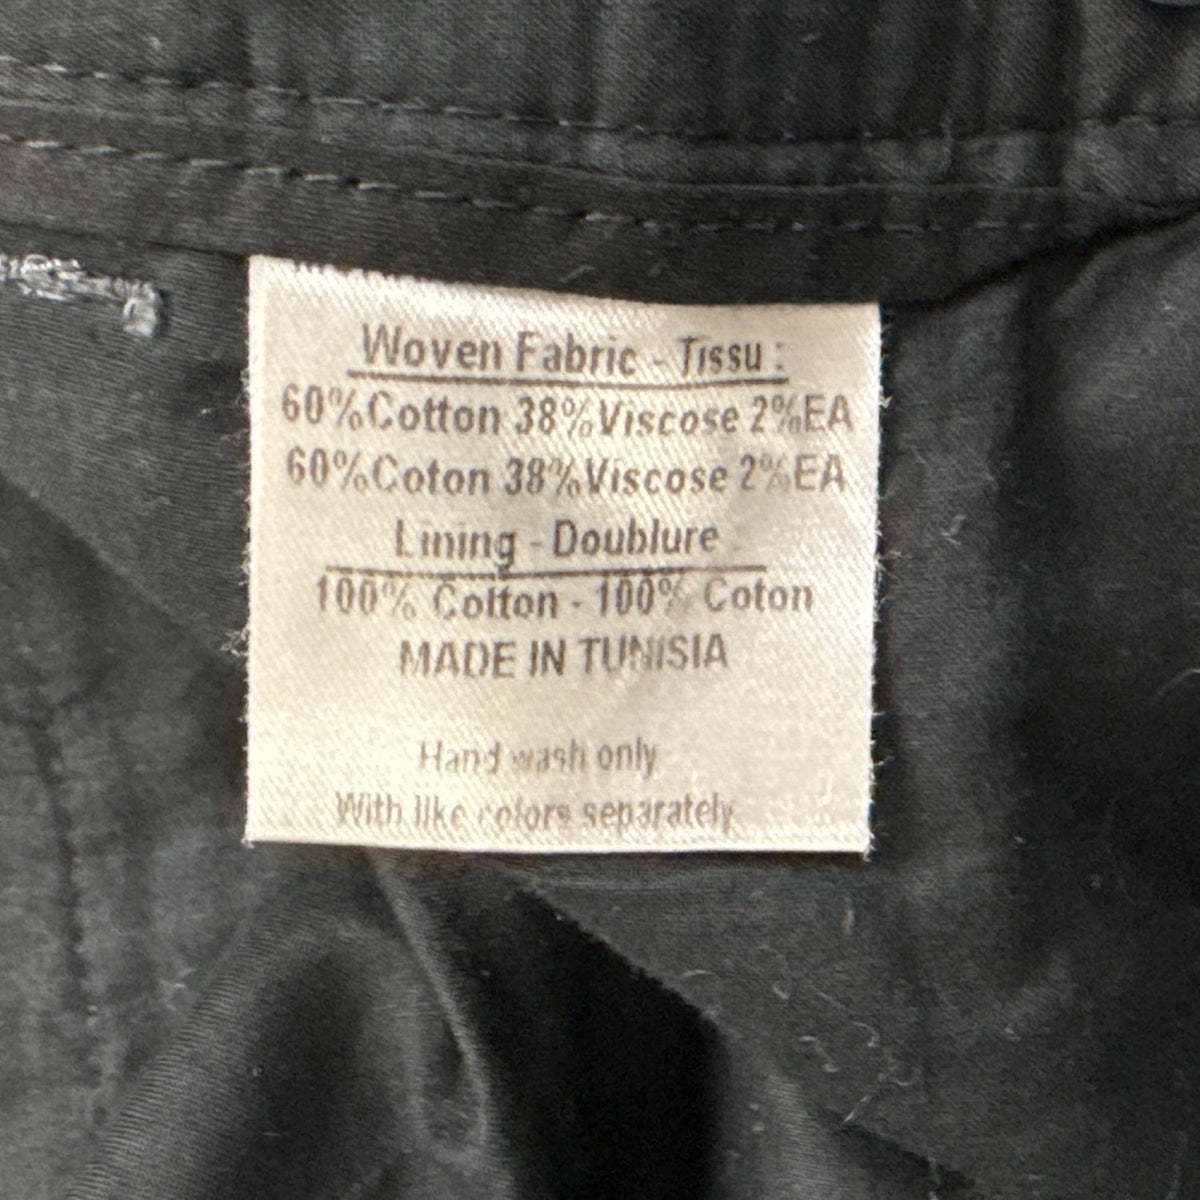 Woven Fabric - Tissu :
60%Cotton 38%Viscose 2%EA
60%Coton 38%Viscose 2%EA
Lining - Doublure
100% Cotton - 100% Coton
MADE IN TUNISIA
Hand wash only
With like colors separately